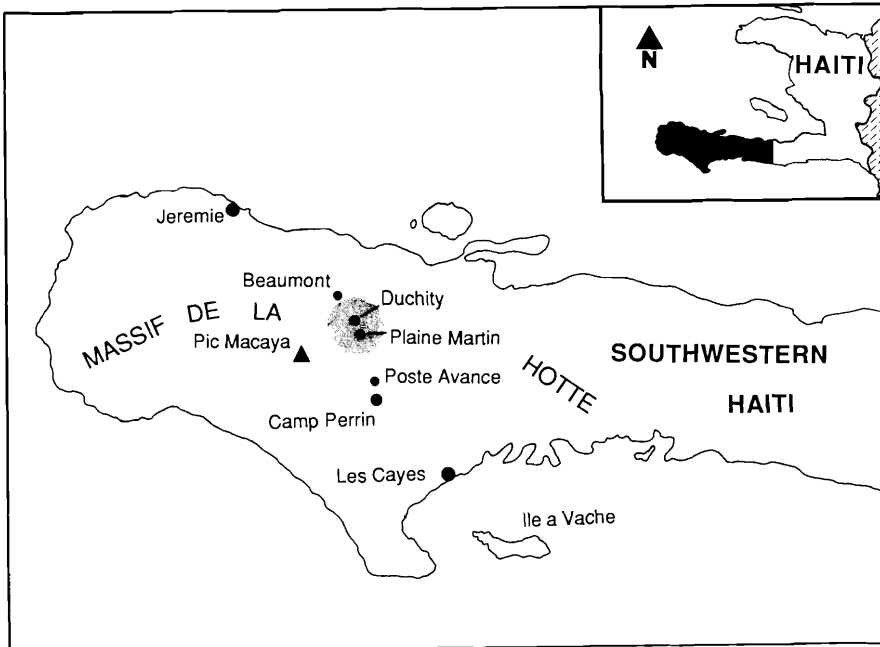 N
HAITI
Jeremie
Beaumont
Duchity
MASSIF DE LA HOTTE
Pic Macaya
Plaine Martin
SOUTHWESTERN
HAITI
Poste Avance
Camp Perrin
Les Cayes
Ile a Vache